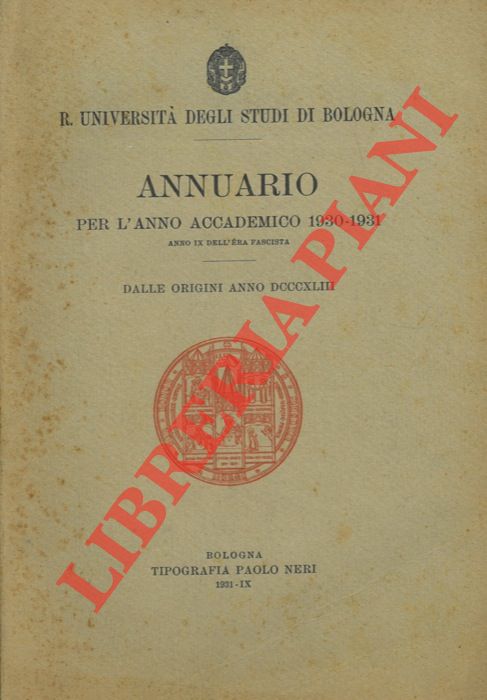 R. UNIVERSITÀ DEGLI STUDI DI BOLOGNA
ANNUARIO
PER L'ANNO ACCADEMICO 1930-1931
ANNO IX DELL'ÈRA FASCISTA
DALLE ORIGINI ANNO DCCCXLIII
LIBRERIA PIANI
BOLOGNA
TIPOGRAFIA PAOLO NERI
1931-IX